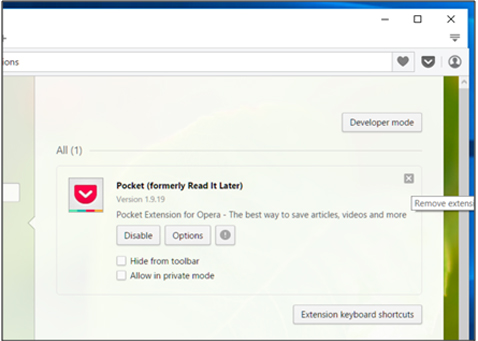 ions
Developer mode
All (1)
Pocket (formerly Read It Later)
Version 1.9.19
Pocket Extension for Opera - The best way to save articles, videos and more
Remove extens
Disable Options
Hide from toolbar
Allow in private mode
Extension keyboard shortcuts